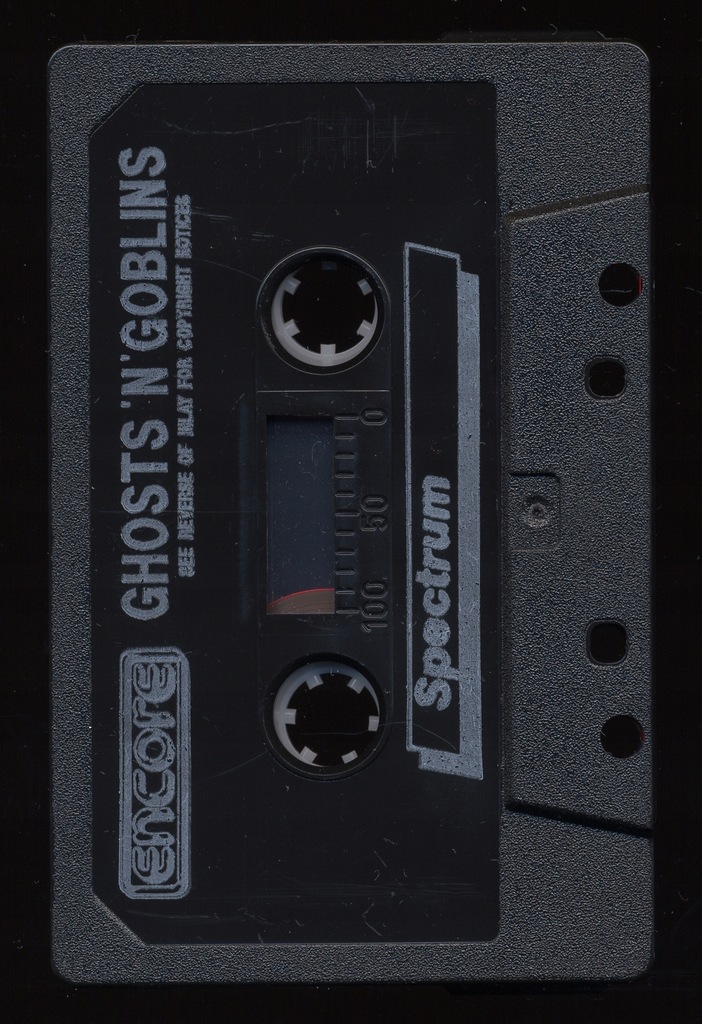 encore
GHOSTS 'N' GOBLINS
SEE REVERSE OF INLAY FOR COPYRIGHT NOTICES
100 50 0
Spectrum